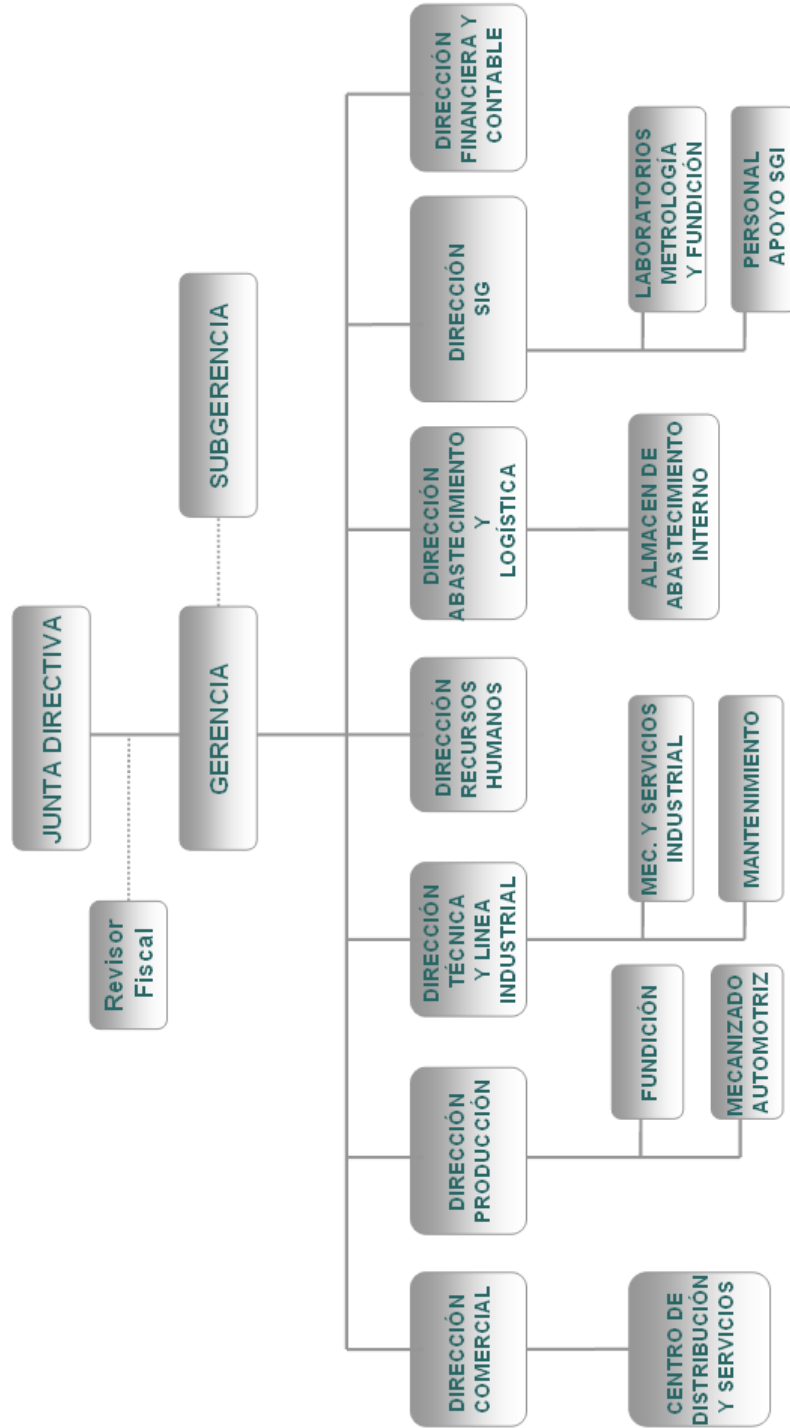 JUNTA DIRECTIVA
Revisor
Fiscal
GERENCIA
SUBGERENCIA
DIRECCIÓN
COMERCIAL
DIRECCIÓN
PRODUCCIÓN
DIRECCIÓN
TÉCNICA
Y LINEA
INDUSTRIAL
DIRECCIÓN
RECURSOS
HUMANOS
DIRECCIÓN
ABASTECIMIENTO
Y
LOGÍSTICA
DIRECCIÓN
SIG
DIRECCIÓN
FINANCIERA Y
CONTABLE
CENTRO DE
DISTRIBUCIÓN
Y SERVICIOS
FUNDICIÓN
MECANIZADO
AUTOMOTRIZ
MEC. Y SERVICIOS
INDUSTRIAL
MANTENIMIENTO
ALMACEN DE
ABASTECIMIENTO
INTERNO
LABORATORIOS
METROLOGÍA
Y FUNDICIÓN
PERSONAL
APOYO SGI